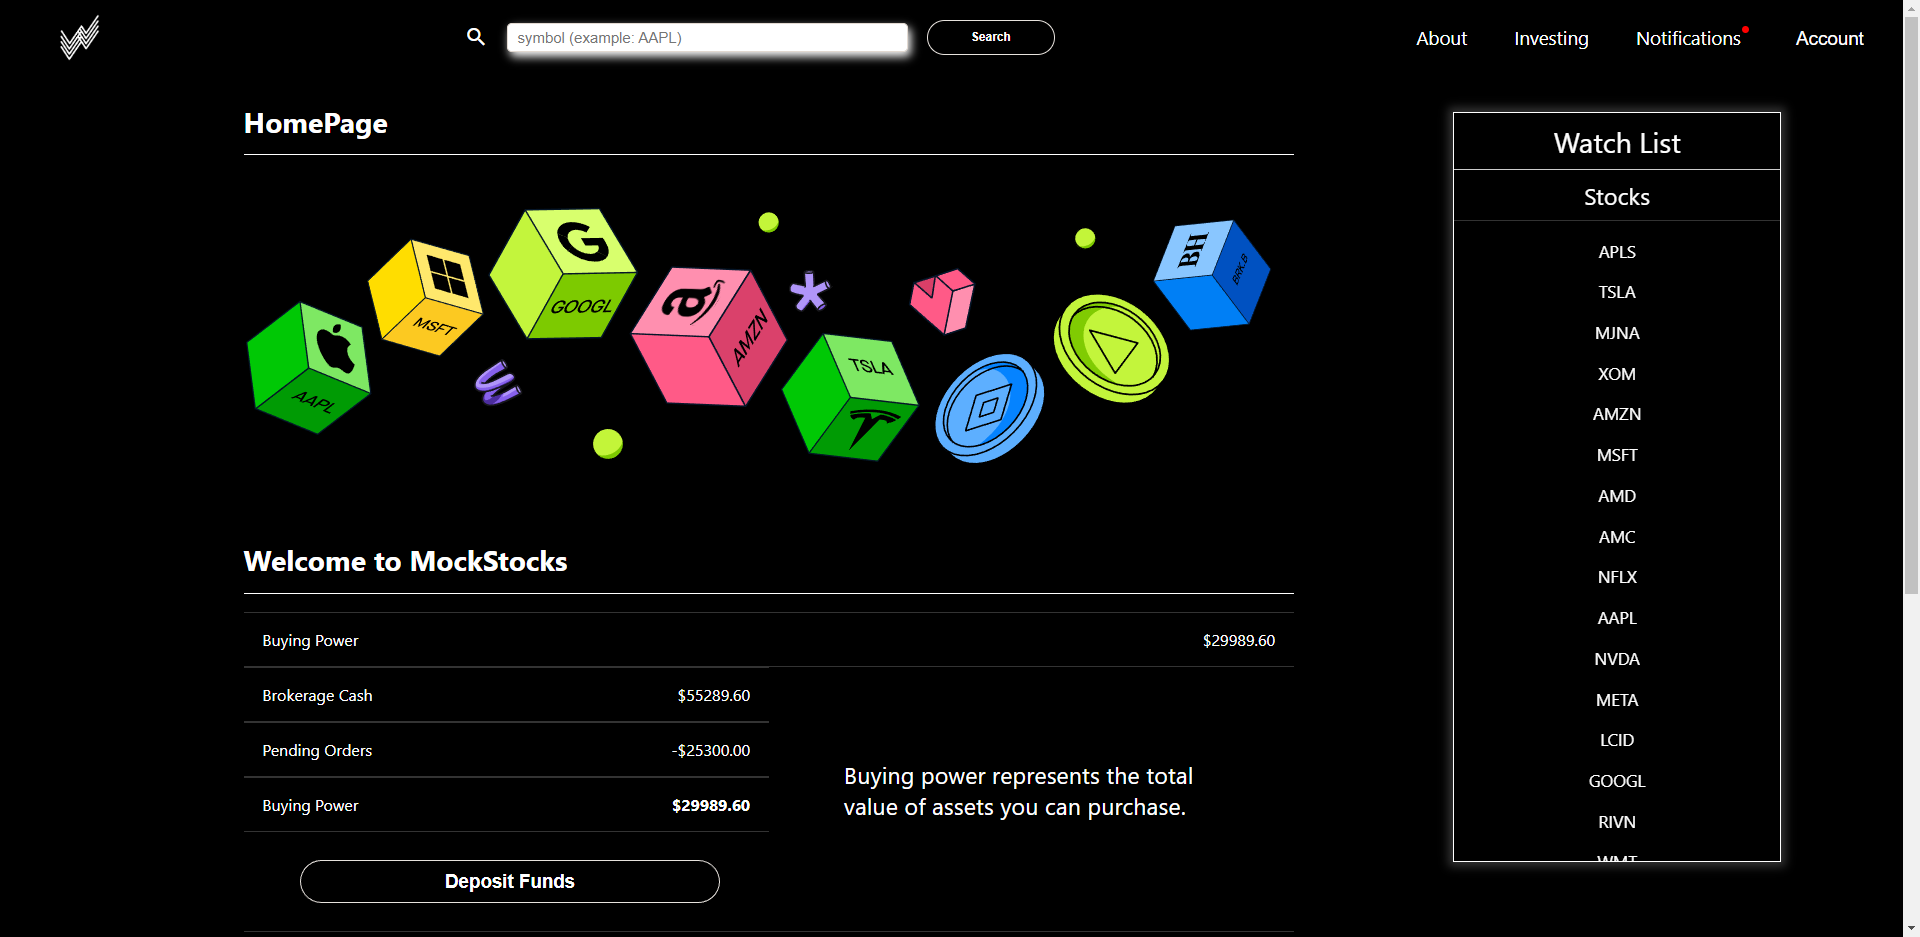 symbol (example: AAPL)
Search
About
Investing
Notifications
Account
HomePage
G
GOOGL
MSFT
AAPL
a
AMZN
TSLA
BH
BRK.B
Welcome to MockStocks
Buying Power
$29989.60
Brokerage Cash
$55289.60
Pending Orders
-$25300.00
Buying Power
$29989.60
Buying power represents the total
value of assets you can purchase.
Deposit Funds
Watch List
Stocks
APLS
TSLA
MJNA
XOM
AMZN
MSFT
AMD
AMC
NFLX
AAPL
NVDA
META
LCID
GOOGL
RIVN
WMT